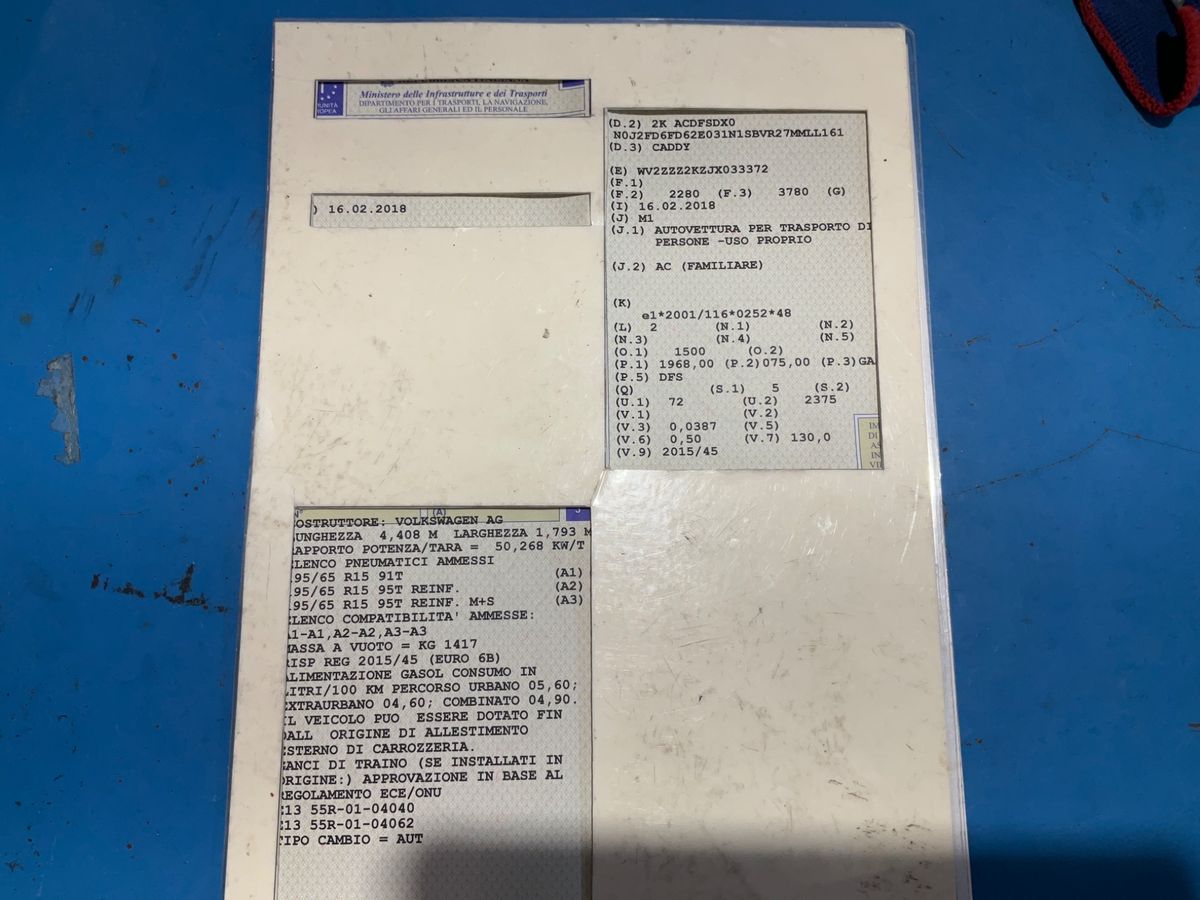 Ministero delle Infrastrutture e dei Trasporti
DIPARTIMENTO PER I TRASPORTI, LA NAVIGAZIONE,
GLI AFFARI GENERALI ED IL PERSONALE
) 16.02.2018
(D.2) 2K ACDFSDX0
N0J2FD6FD62E031N1SBVR27MMLL161
(D.3) CADDY
(E) WV2ZZZ2KZJX033372
(F.1)
(F.2) 2280 (F.3) 3780 (G)
(I) 16.02.2018
(J) M1
(J.1) AUTOVETTURA PER TRASPORTO DI
PERSONE -USO PROPRIO
(J.2) AC (FAMILIARE)
(K)
e1*2001/116*0252*48
(L) 2 (N.1) (N.2)
(N.3) (N.4) (N.5)
(O.1) 1500 (O.2)
(P.1) 1968,00 (P.2)075,00 (P.3)GA
(P.5) DFS
(Q) (S.1) 5 (S.2)
(U.1) 72 (U.2) 2375
(V.1) (V.2)
(V.3) 0,0387 (V.5)
(V.6) 0,50 (V.7) 130,0
(V.9) 2015/45
(A)
OSTRUTTORE: VOLKSWAGEN AG
UNGHEZZA 4,408 M LARGHEZZA 1,793 M
APPORTO POTENZA/TARA = 50,268 KW/T
LENCO PNEUMATICI AMMESSI
95/65 R15 91T (A1)
95/65 R15 95T REINF. (A2)
95/65 R15 95T REINF. M+S (A3)
LENCO COMPATIBILITA' AMMESSE:
A1-A1,A2-A2,A3-A3
MASSA A VUOTO = KG 1417
RISP REG 2015/45 (EURO 6B)
ALIMENTAZIONE GASOL CONSUMO IN
LITRI/100 KM PERCORSO URBANO 05,60;
EXTRAURBANO 04,60; COMBINATO 04,90.
IL VEICOLO PUO ESSERE DOTATO FIN
DALL ORIGINE DI ALLESTIMENTO
ESTERNO DI CARROZZERIA.
GANCI DI TRAINO (SE INSTALLATI IN
ORIGINE:) APPROVAZIONE IN BASE AL
REGOLAMENTO ECE/ONU
E13 55R-01-04040
E13 55R-01-04062
TIPO CAMBIO = AUT